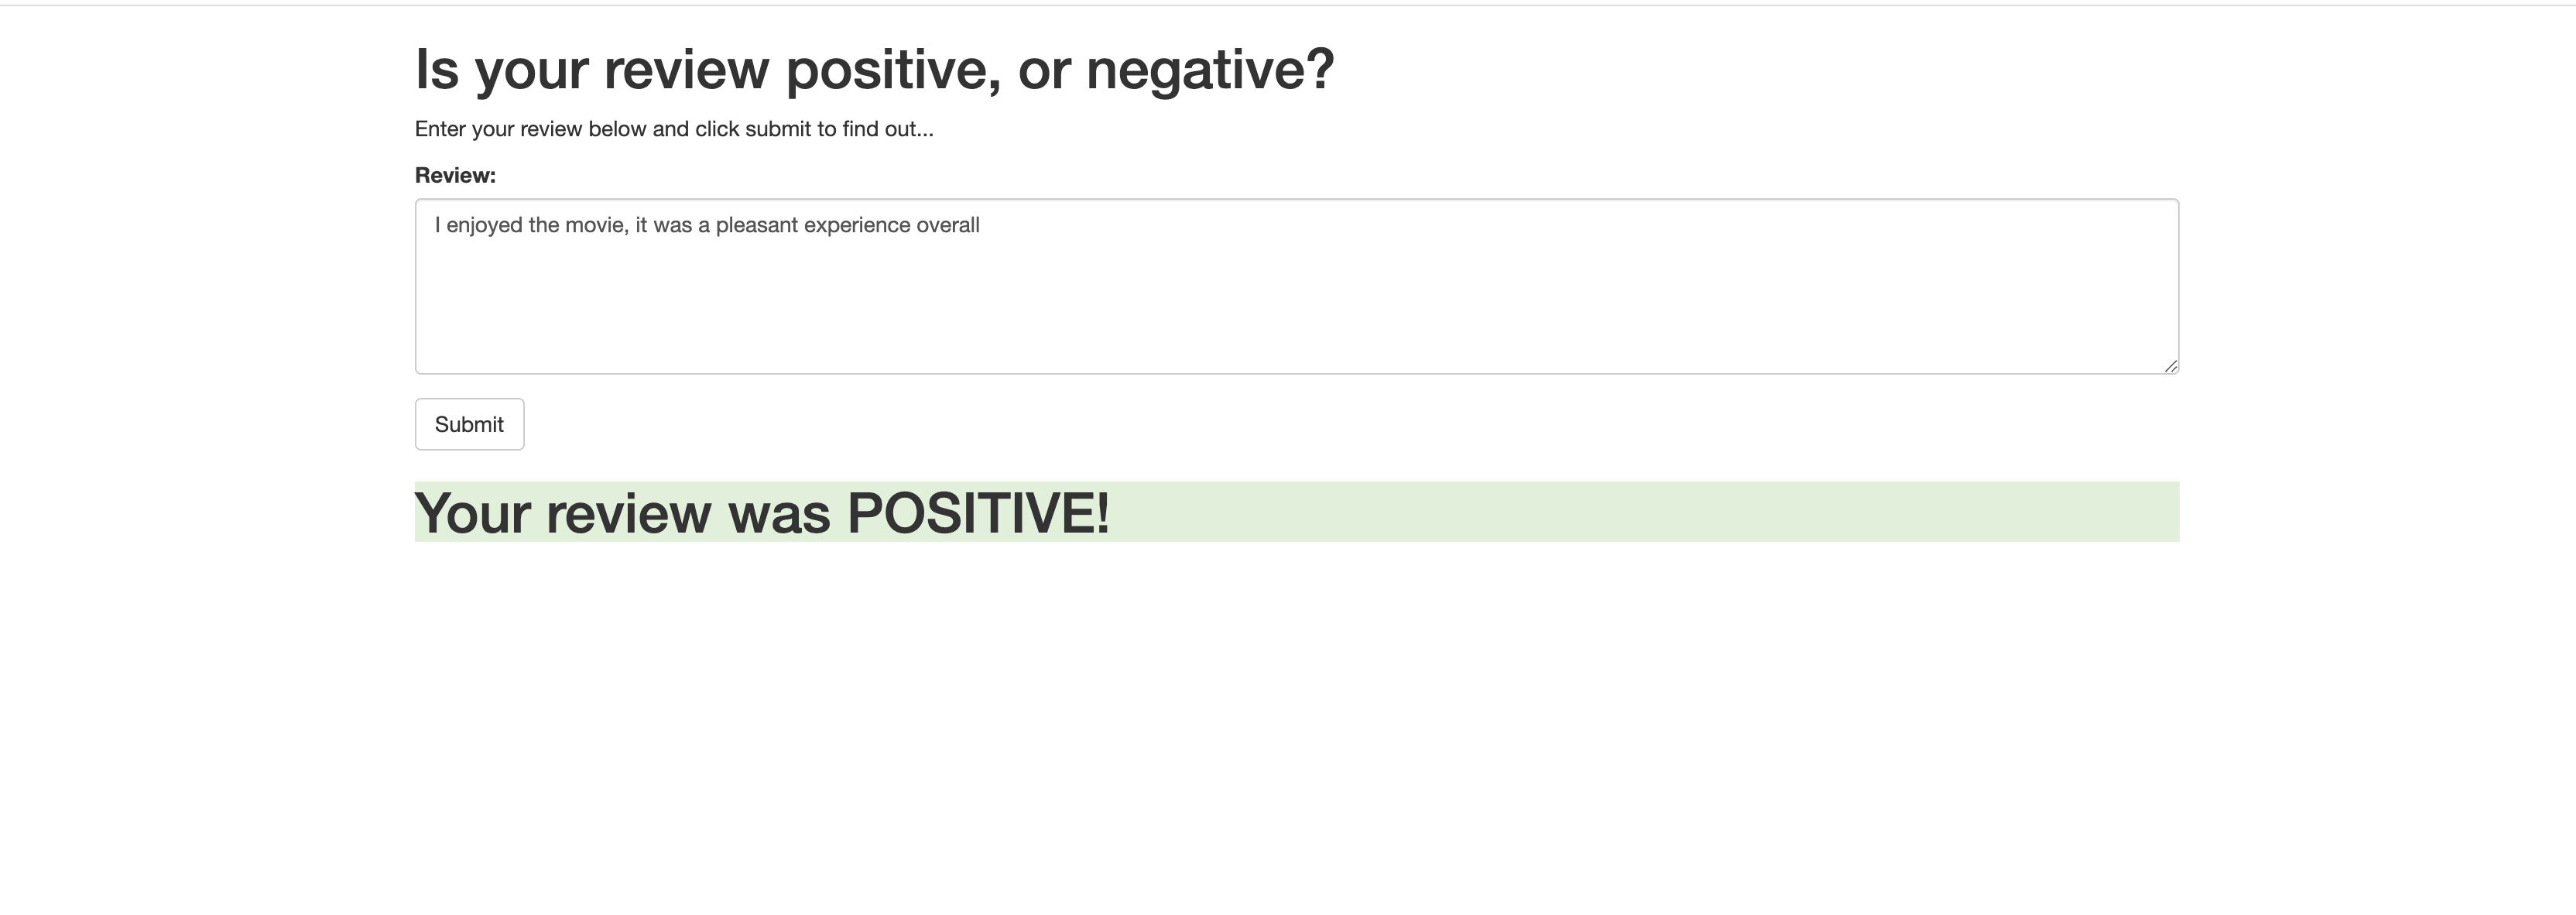 Is your review positive, or negative?
Enter your review below and click submit to find out...
Review:
I enjoyed the movie, it was a pleasant experience overall
Submit
Your review was POSITIVE!